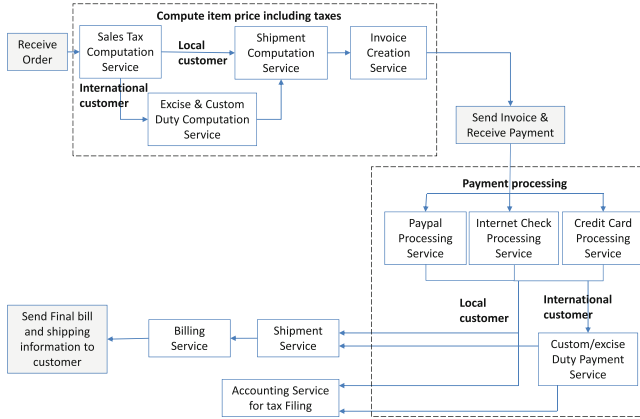 Compute item price including taxes
Receive
Order
Sales Tax
Computation
Service
Local
customer
Shipment
Computation
Service
Invoice
Creation
Service
International
customer
Excise & Custom
Duty Computation
Service
Send Invoice &
Receive Payment
Payment processing
Paypal
Processing
Service
Internet Check
Processing
Service
Credit Card
Processing
Service
Local
customer
International
customer
Send Final bill
and shipping
information to
customer
Billing
Service
Shipment
Service
Custom/excise
Duty Payment
Service
Accounting Service
for tax Filing